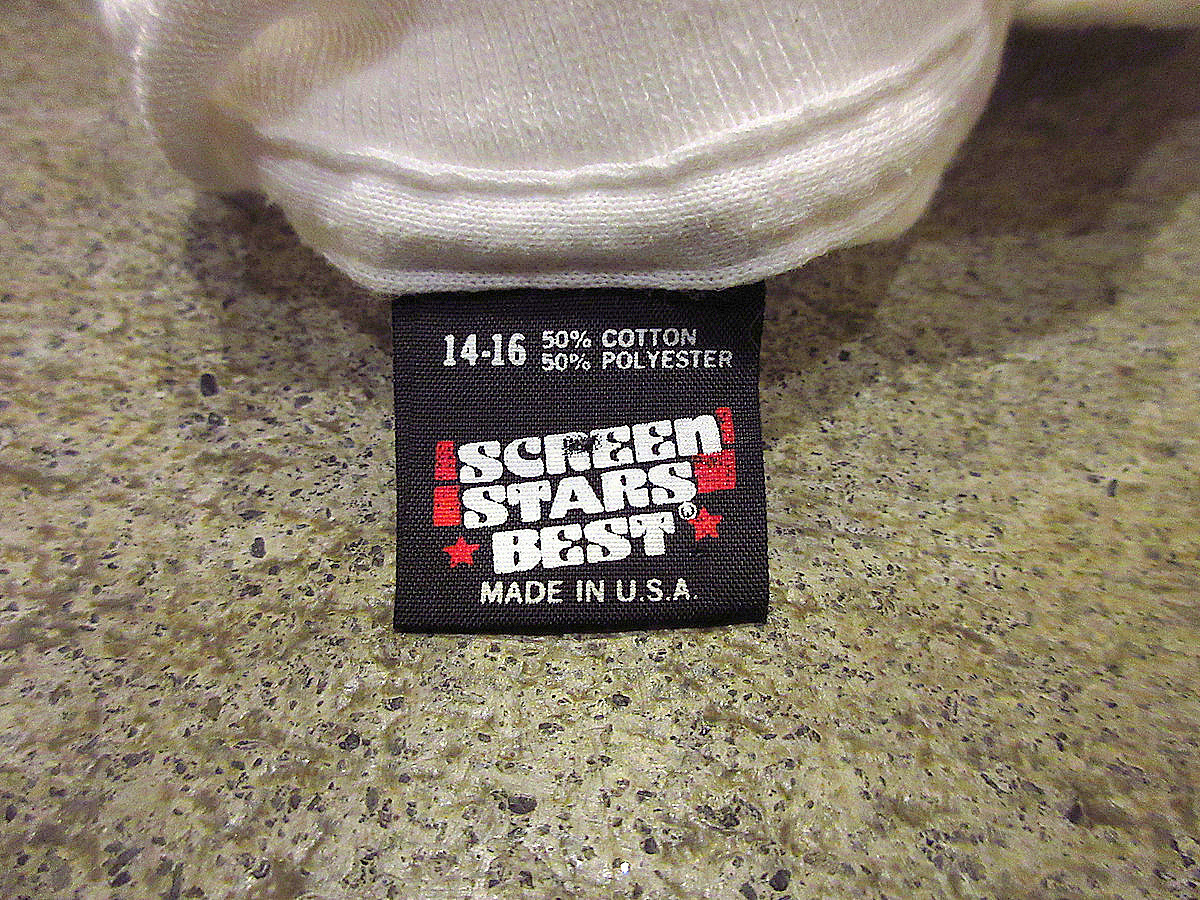 14-16 50% COTTON
50% POLYESTER
SCREEN
STARS
BEST®
MADE IN U.S.A.